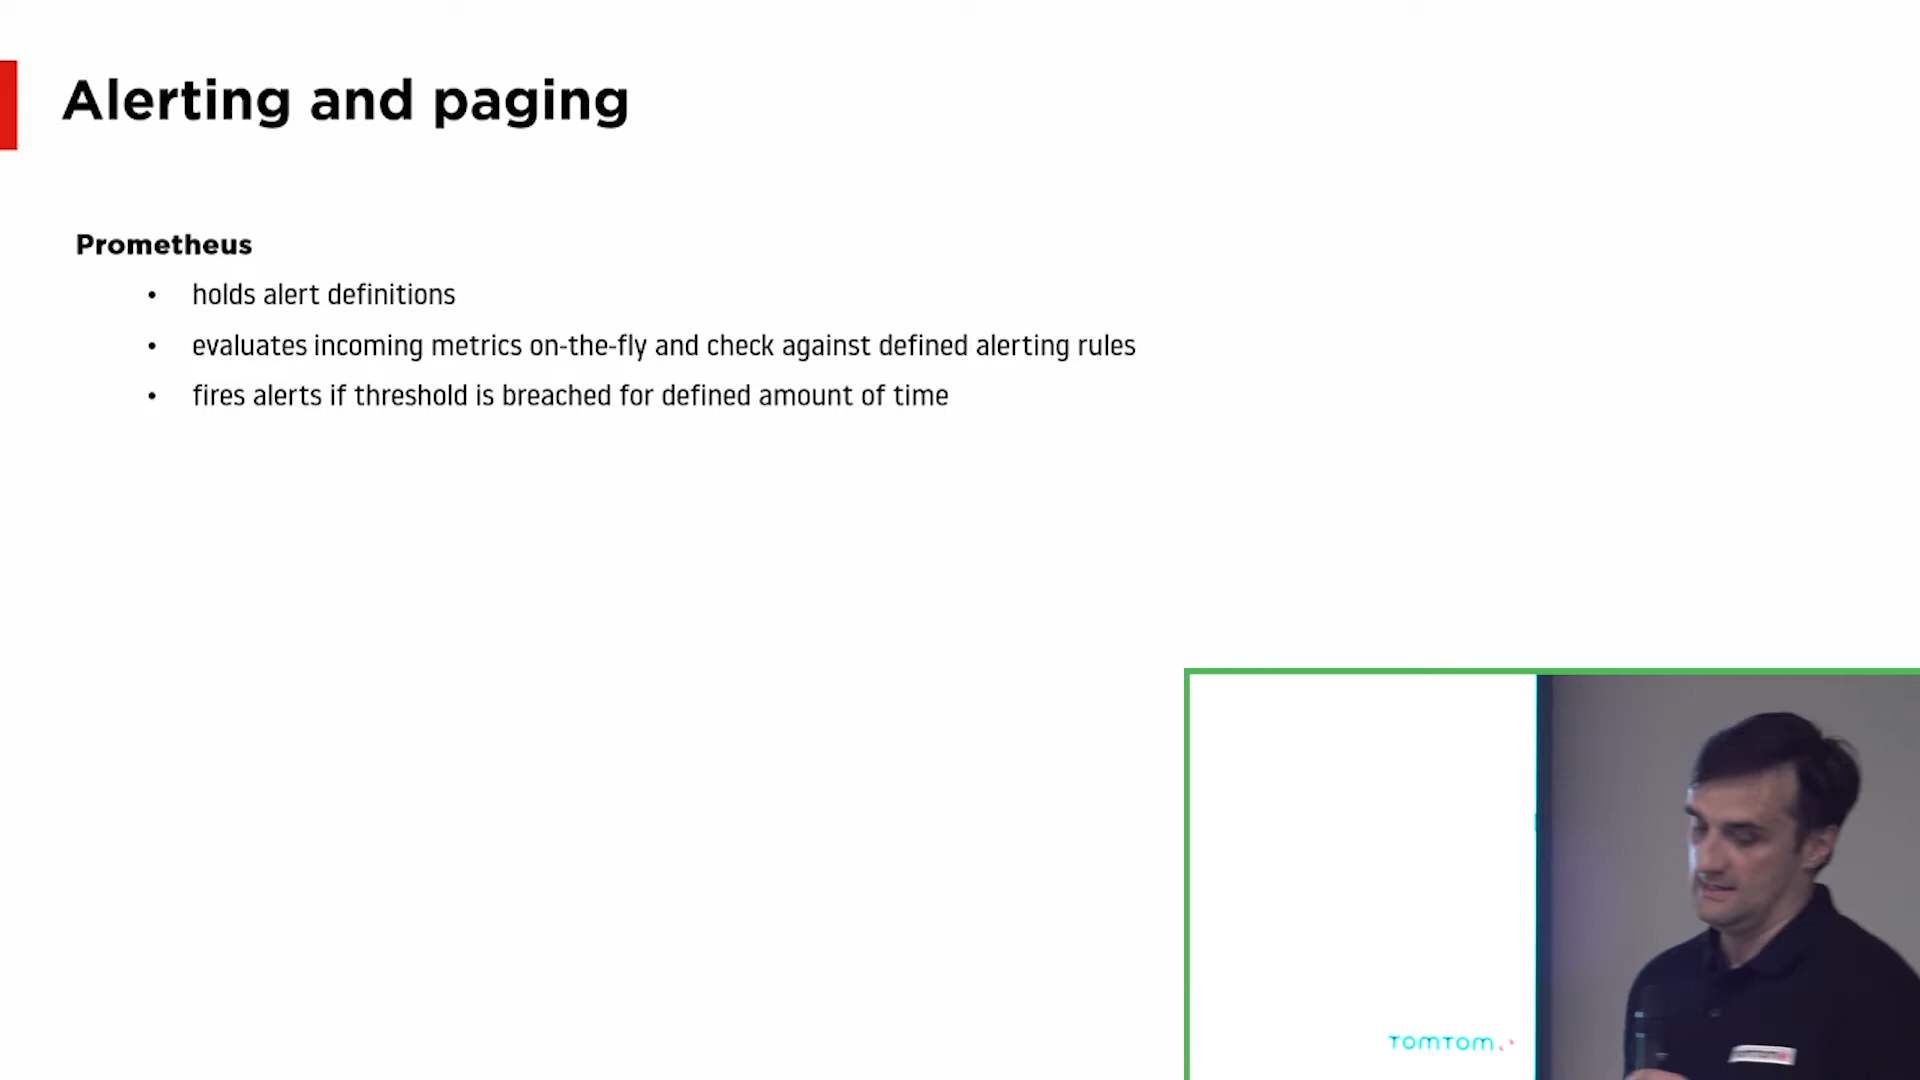 Alerting and paging
Prometheus
• holds alert definitions
• evaluates incoming metrics on-the-fly and check against defined alerting rules
• fires alerts if threshold is breached for defined amount of time
TOMTOM